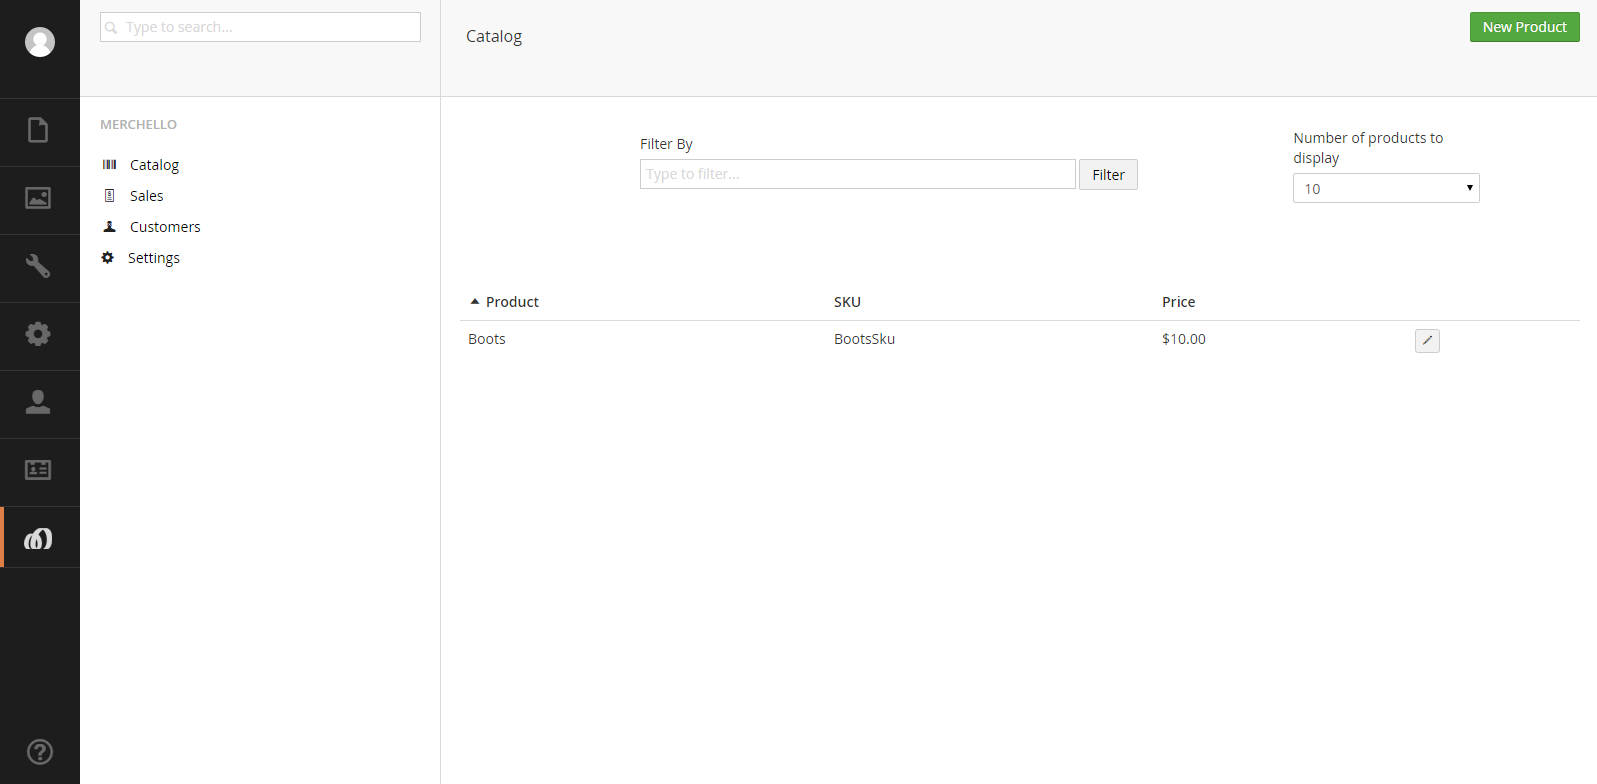 Type to search...
Catalog
New Product
MERCHELLO
Catalog
Sales
Customers
Settings
Filter By
Type to filter...
Filter
Number of products to
display
10
Product SKU Price
Boots BootsSku $10.00